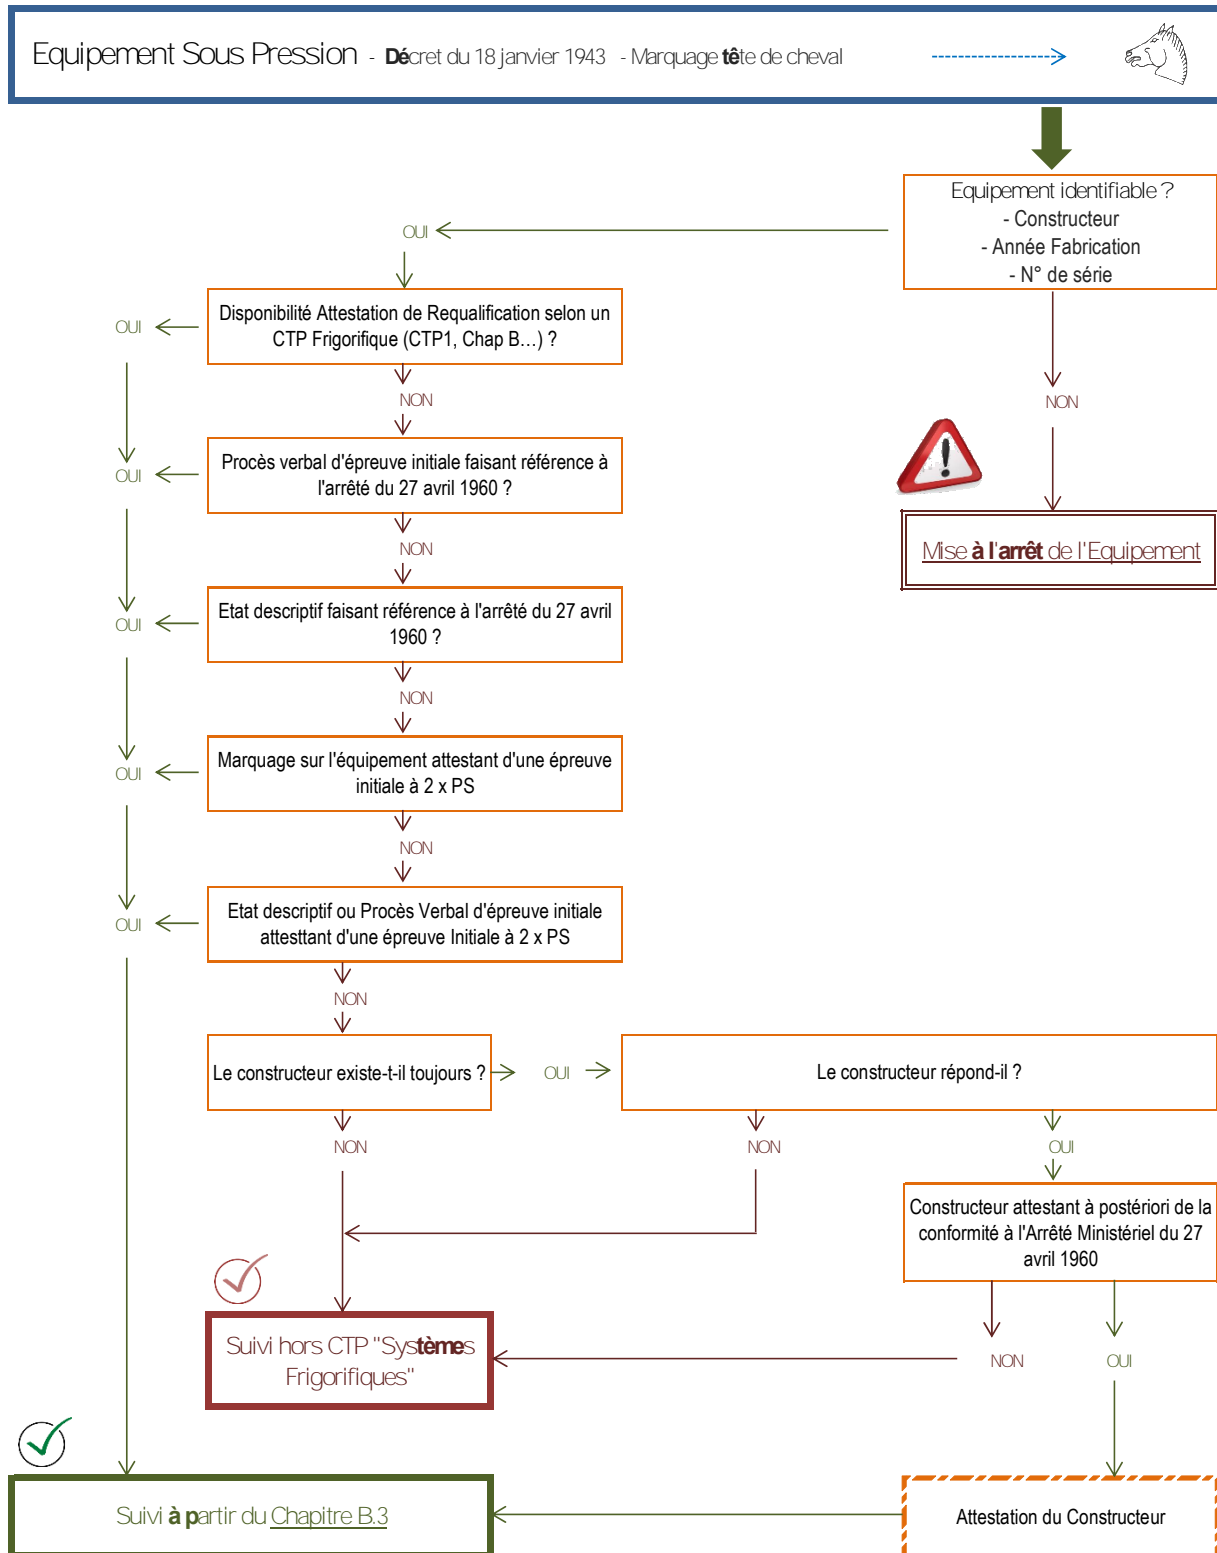 Equipement Sous Pression - Décret du 18 janvier 1943 - Marquage tête de cheval
Equipement identifiable ?
- Constructeur
- Année Fabrication
- N° de série
OUI
Disponibilité Attestation de Requalification selon un
CTP Frigorifique (CTP1, Chap B…) ?
OUI
NON
NON
Procès verbal d'épreuve initiale faisant référence à
l'arrêté du 27 avril 1960 ?
OUI
Mise à l'arrêt de l'Equipement
NON
Etat descriptif faisant référence à l'arrêté du 27 avril
1960 ?
OUI
NON
Marquage sur l'équipement attestant d'une épreuve
initiale à 2 x PS
OUI
NON
Etat descriptif ou Procès Verbal d'épreuve initiale
attesttant d'une épreuve Initiale à 2 x PS
OUI
NON
Le constructeur existe-t-il toujours ?
OUI
Le constructeur répond-il ?
NON
NON
OUI
Constructeur attestant à postériori de la
conformité à l'Arrêté Ministériel du 27
avril 1960
Suivi hors CTP "Systèmes
Frigorifiques"
NON
OUI
Suivi à partir du Chapitre B.3
Attestation du Constructeur